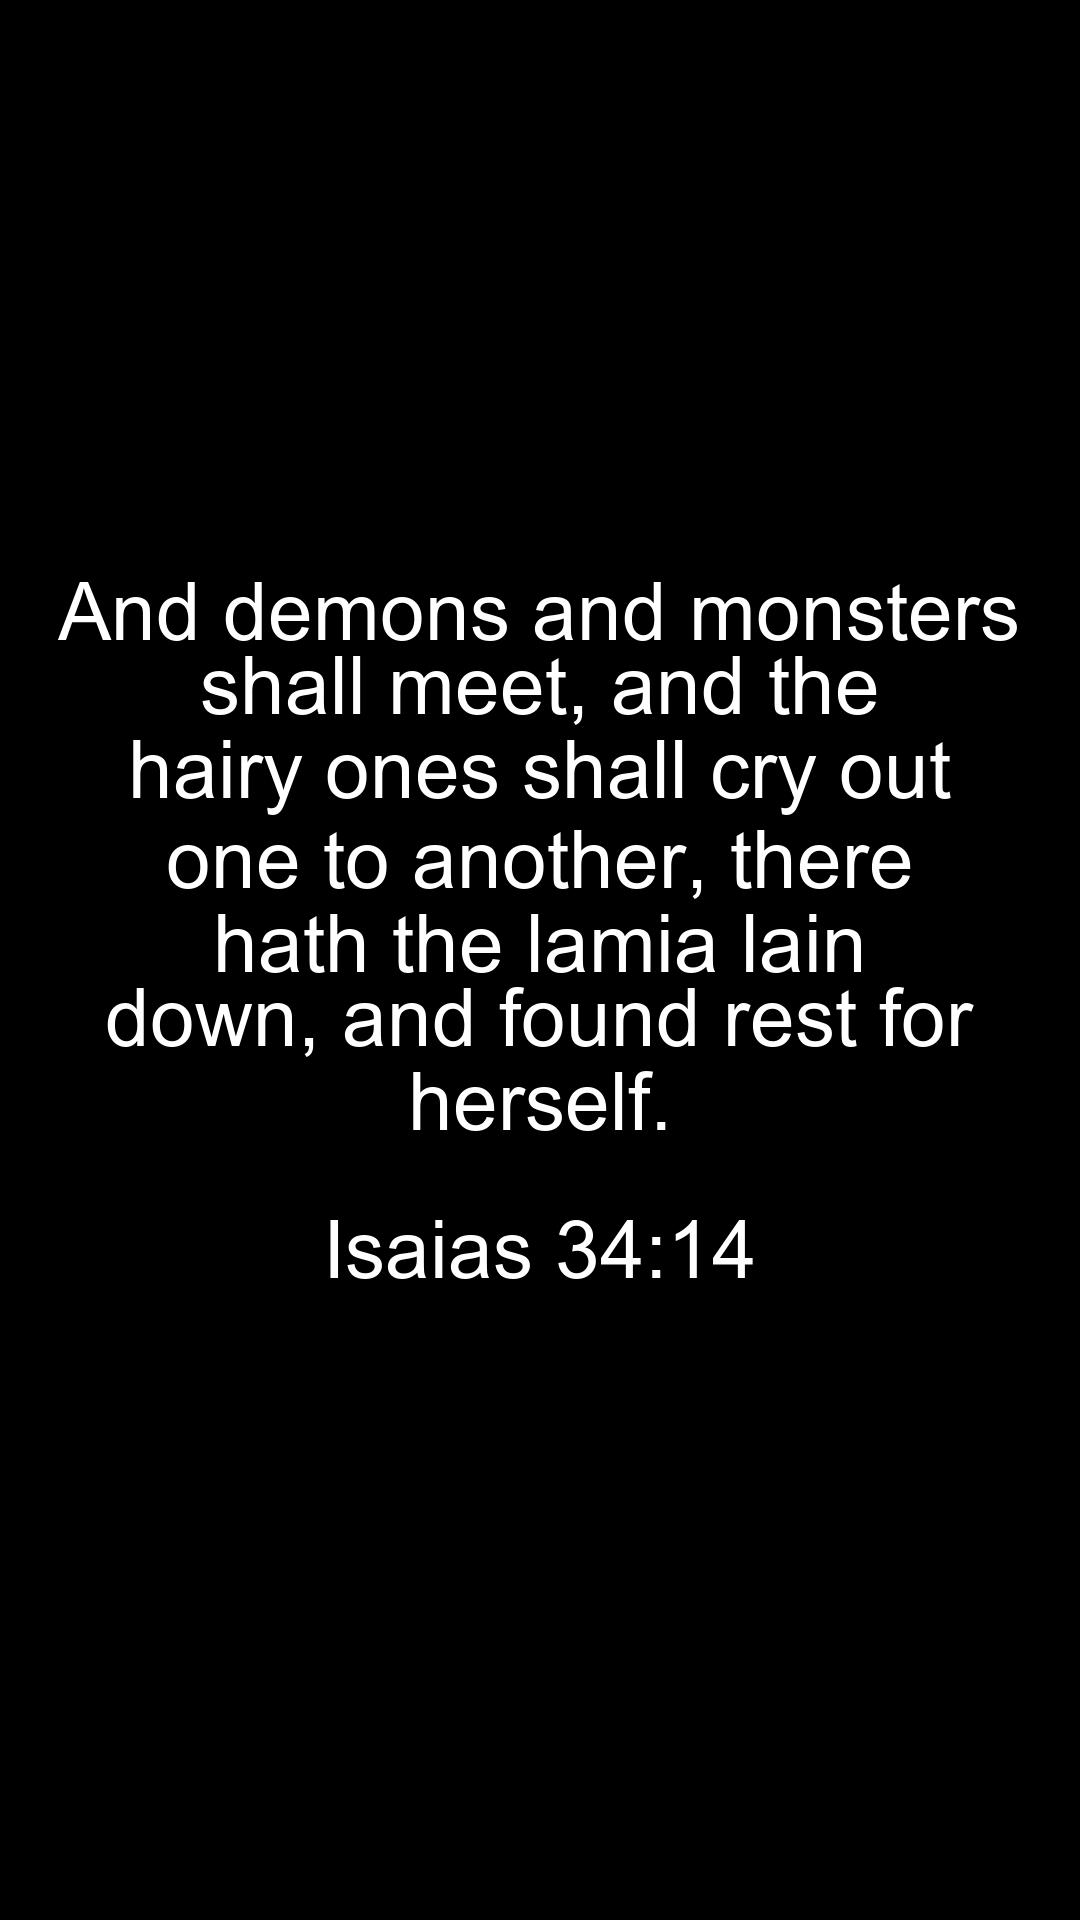 And demons and monsters
shall meet, and the
hairy ones shall cry out
one to another, there
hath the lamia lain
down, and found rest for
herself.
Isaias 34:14